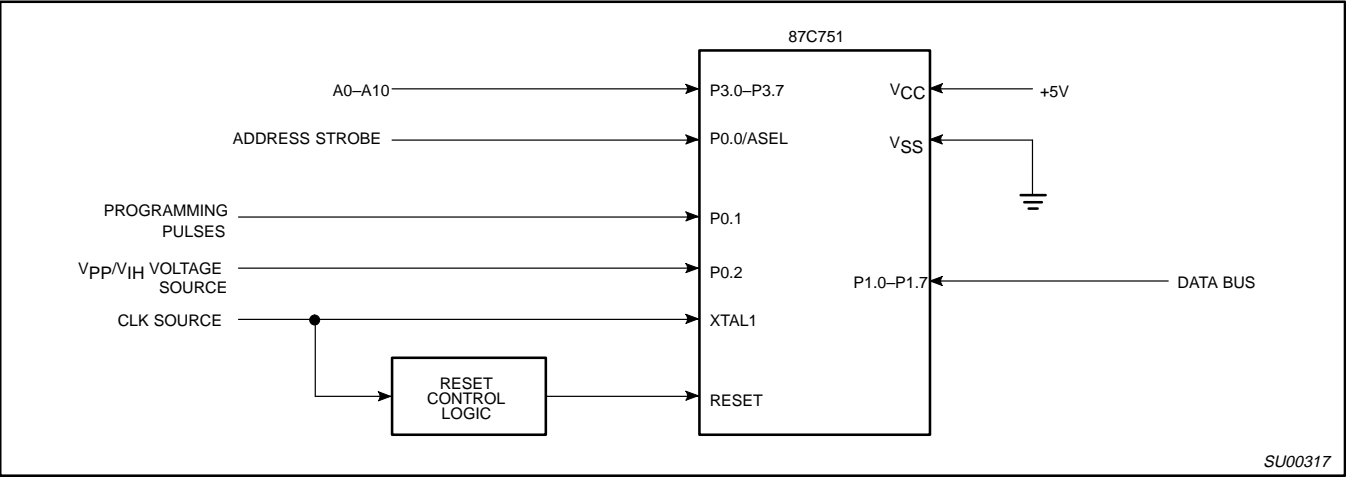 87C751
A0–A10
P3.0–P3.7
VCC
+5V
ADDRESS STROBE
P0.0/ASEL
VSS
PROGRAMMING
PULSES
P0.1
VPP/VIH VOLTAGE
SOURCE
P0.2
P1.0–P1.7
DATA BUS
CLK SOURCE
XTAL1
RESET
CONTROL
LOGIC
RESET
SU00317